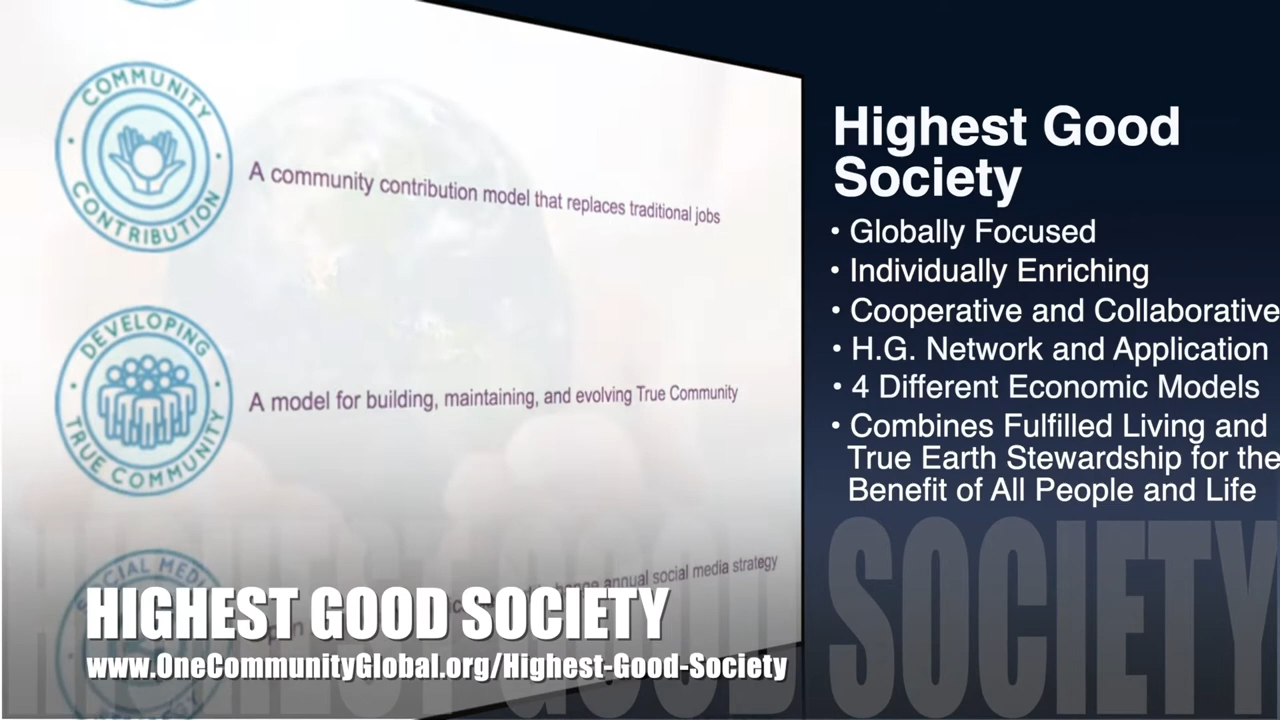 COMMUNITY
CONTRIBUTION
A community contribution model that replaces traditional jobs
DEVELOPING
TRUE COMMUNITY
A model for building, maintaining, and evolving True Community
SOCIAL MEDIA
annual social media strategy
Highest Good
Society
• Globally Focused
• Individually Enriching
• Cooperative and Collaborative
• H.G. Network and Application
• 4 Different Economic Models
• Combines Fulfilled Living and
True Earth Stewardship for the
Benefit of All People and Life
HIGHEST GOOD SOCIETY
HIGHEST GOOD SOCIETY
www.OneCommunityGlobal.org/Highest-Good-Society